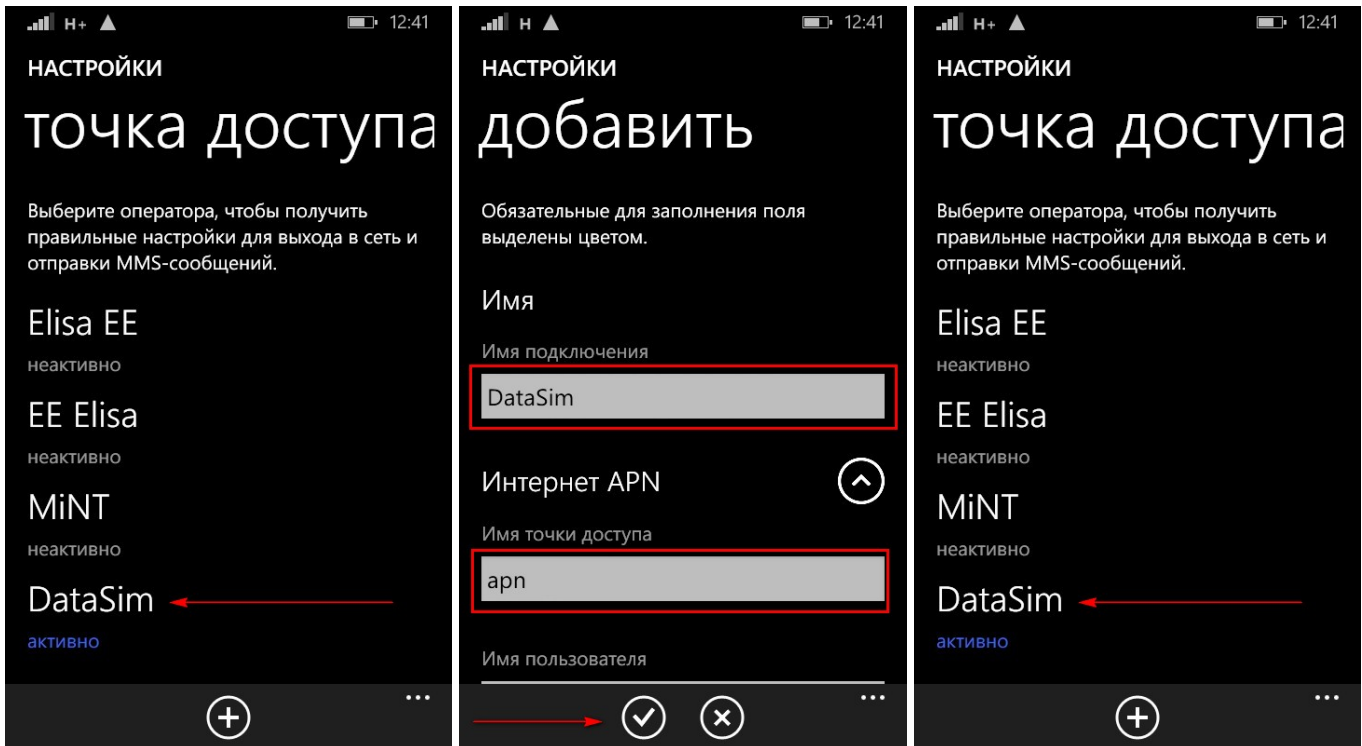 H+ 12:41
НАСТРОЙКИ
точка доступа
Выберите оператора, чтобы получить
правильные настройки для выхода в сеть и
отправки MMS-сообщений.
Elisa EE
неактивно
EE Elisa
неактивно
MiNT
неактивно
DataSim
активно
H 12:41
НАСТРОЙКИ
добавить
Обязательные для заполнения поля
выделены цветом.
Имя
Имя подключения
DataSim
Интернет APN
Имя точки доступа
apn
Имя пользователя
H+ 12:41
НАСТРОЙКИ
точка доступа
Выберите оператора, чтобы получить
правильные настройки для выхода в сеть и
отправки MMS-сообщений.
Elisa EE
неактивно
EE Elisa
неактивно
MiNT
неактивно
DataSim
активно